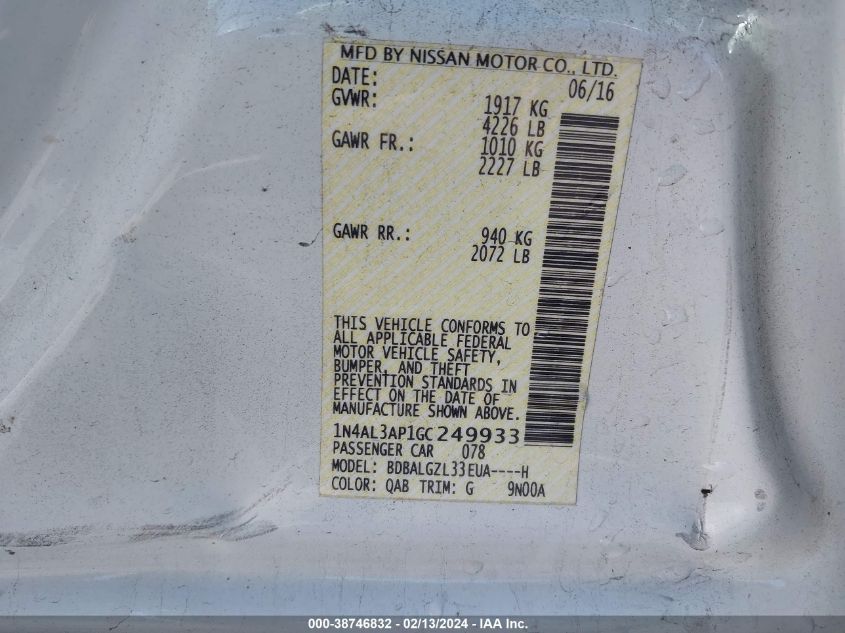 MFD BY NISSAN MOTOR CO., LTD.
DATE: 06/16
GVWR: 1917 KG
4226 LB
GAWR FR.: 1010 KG
2227 LB
GAWR RR.: 940 KG
2072 LB
THIS VEHICLE CONFORMS TO
ALL APPLICABLE FEDERAL
MOTOR VEHICLE SAFETY,
BUMPER, AND THEFT
PREVENTION STANDARDS IN
EFFECT ON THE DATE OF
MANUFACTURE SHOWN ABOVE.
1N4AL3AP1GC249933
PASSENGER CAR 078
MODEL: BDBALGZL33EUA----H
COLOR: QAB TRIM: G 9N00A
000-38746832 - 02/13/2024 - IAA Inc.